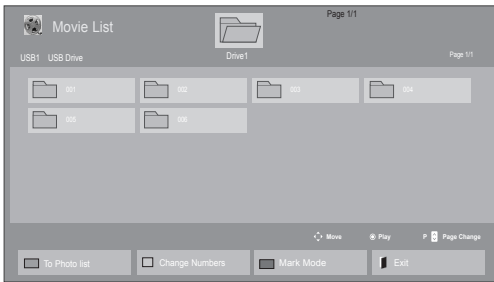 Movie List
Page 1/1
USB1 USB Drive
Drive1
Page 1/1
001 002 003 004
005 006
Move Play P Page Change
To Photo list Change Numbers Mark Mode Exit